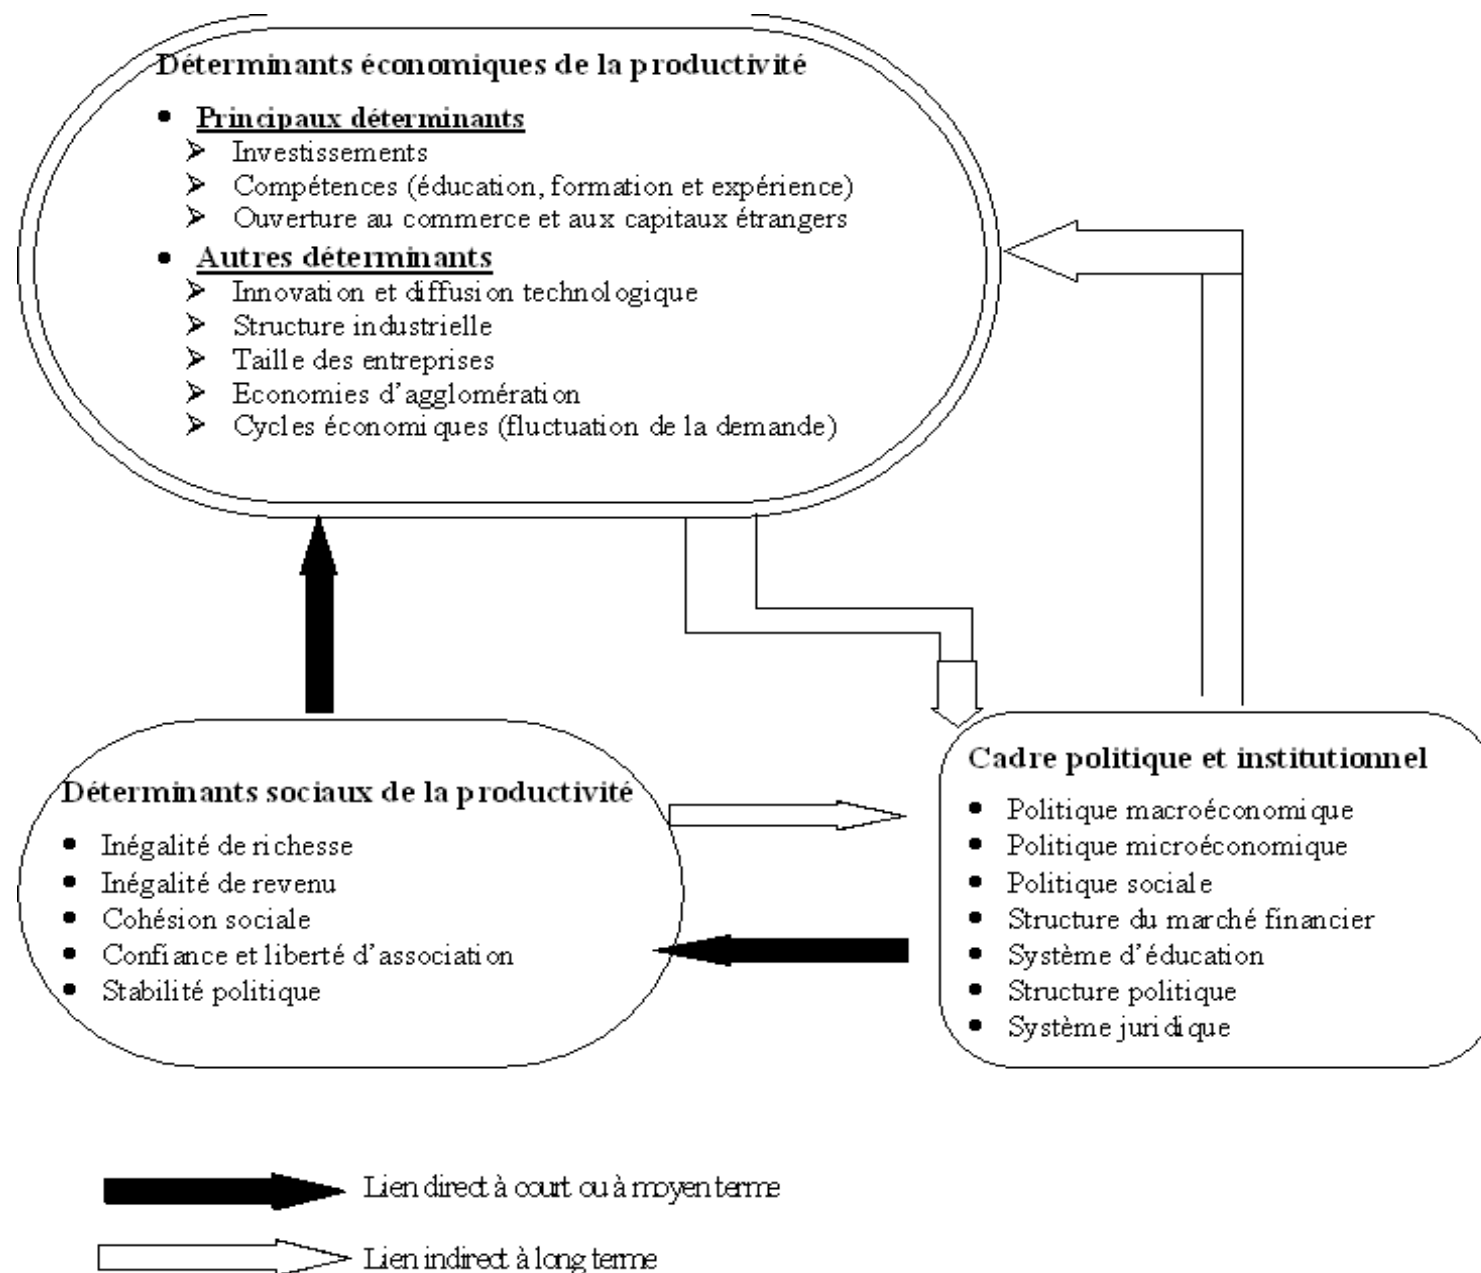 Déterminants économiques de la productivité
Principaux déterminants
Investissements
Compétences (éducation, formation et expérience)
Ouverture au commerce et aux capitaux étrangers
Autres déterminants
Innovation et diffusion technologique
Structure industrielle
Taille des entreprises
Economies d'agglomération
Cycles économiques (fluctuation de la demande)
Déterminants sociaux de la productivité
Inégalité de richesse
Inégalité de revenu
Cohésion sociale
Confiance et liberté d'association
Stabilité politique
Cadre politique et institutionnel
Politique macroéconomique
Politique microéconomique
Politique sociale
Structure du marché financier
Système d'éducation
Structure politique
Système juridique
Lien direct à court ou à moyen terme
Lien indirect à long terme